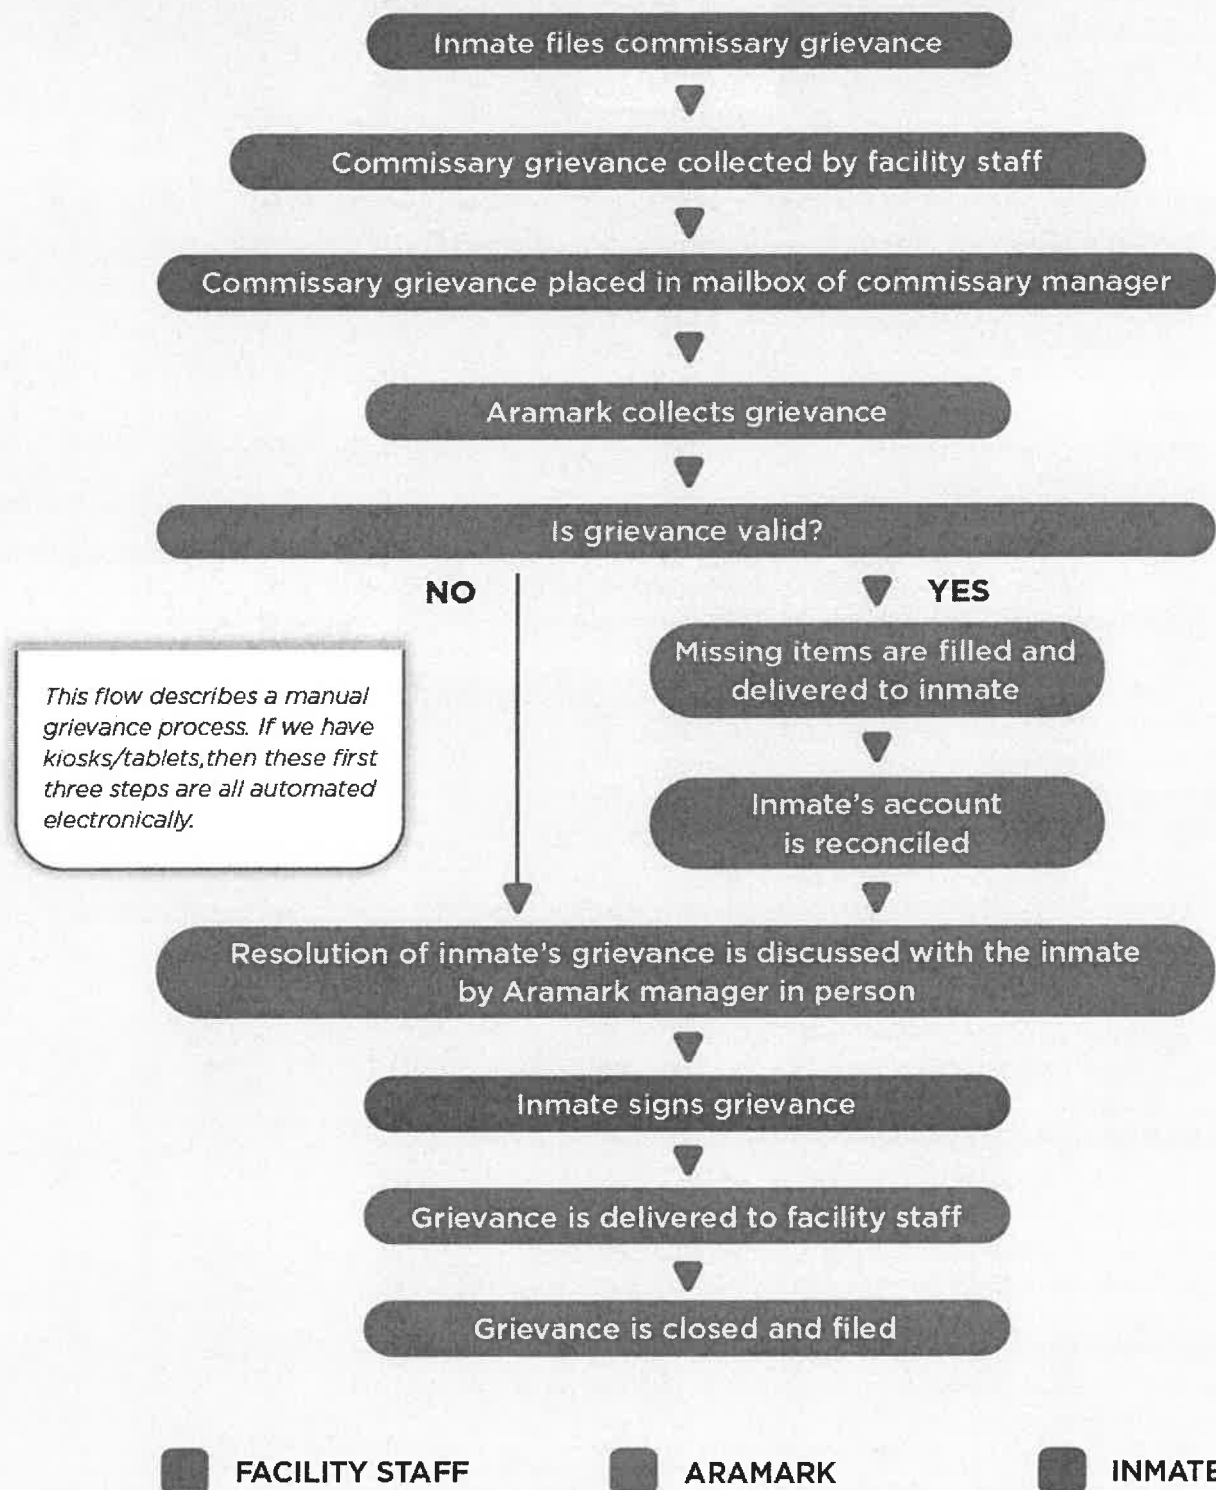 Inmate files commissary grievance
Commissary grievance collected by facility staff
Commissary grievance placed in mailbox of commissary manager
Aramark collects grievance
Is grievance valid?
NO
YES
Missing items are filled and
delivered to inmate
This flow describes a manual
grievance process. If we have
kiosks/tablets, then these first
three steps are all automated
electronically.
Inmate's account
is reconciled
Resolution of inmate's grievance is discussed with the inmate
by Aramark manager in person
Inmate signs grievance
Grievance is delivered to facility staff
Grievance is closed and filed
FACILITY STAFF
ARAMARK
INMATE